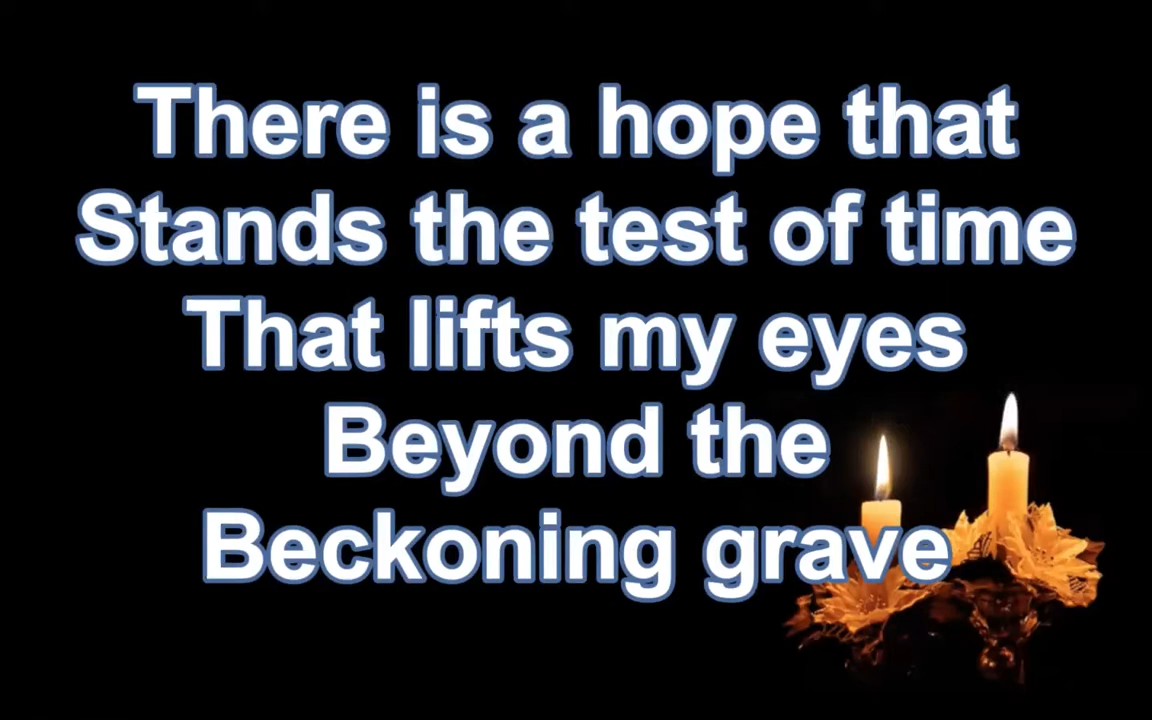 There is a hope that
Stands the test of time
That lifts my eyes
Beyond the
Beckoning grave